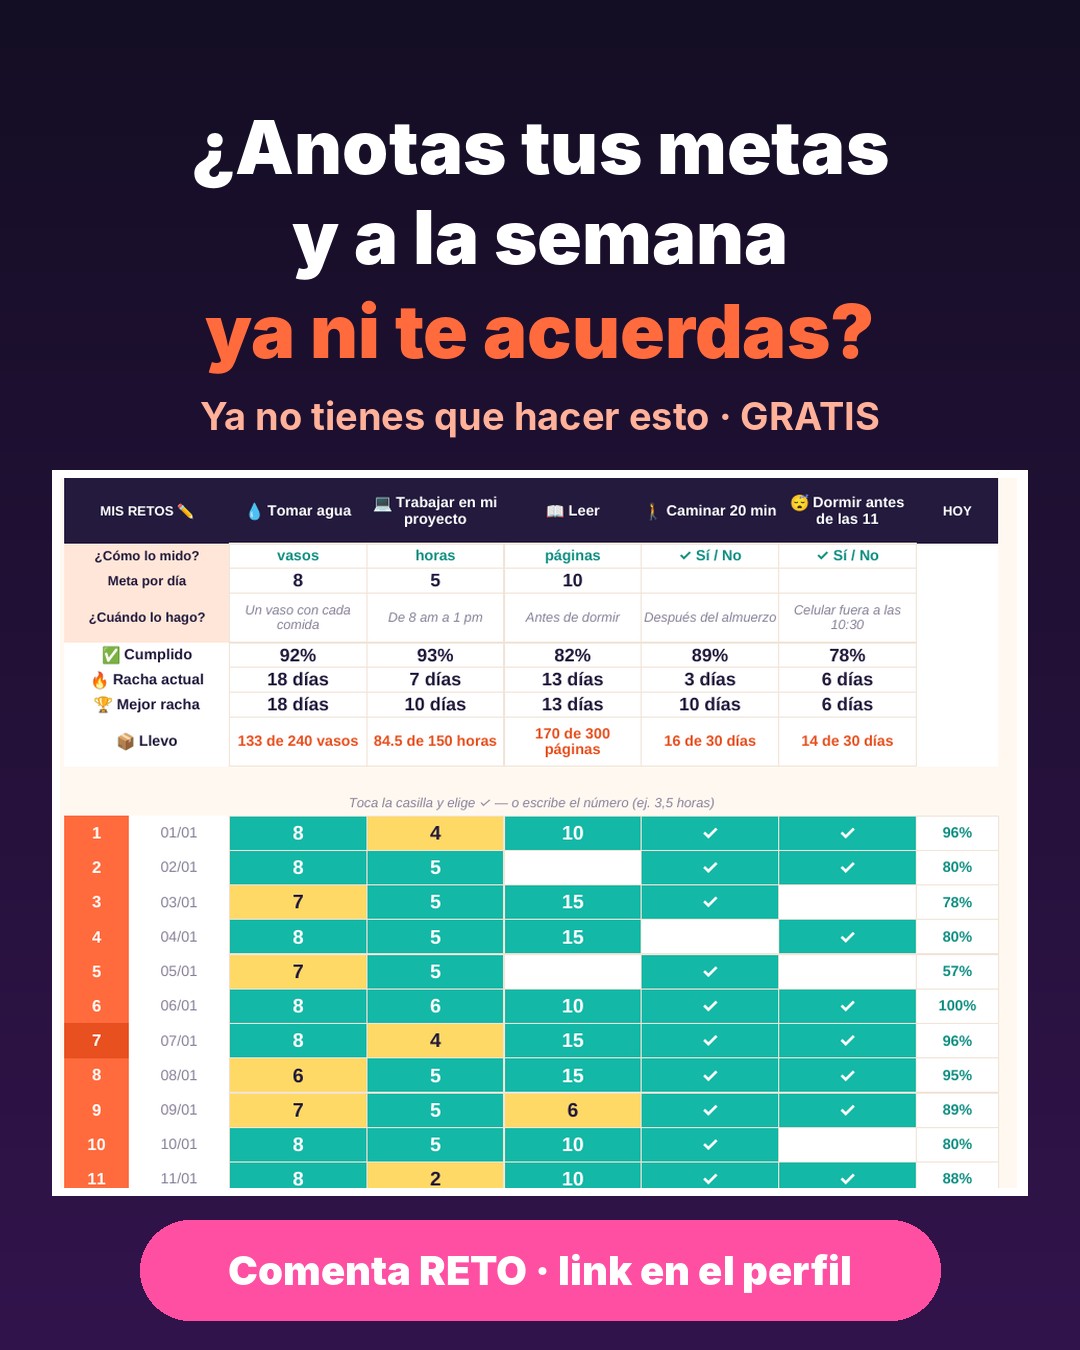 ¿Anotas tus metas
y a la semana
ya ni te acuerdas?
Ya no tienes que hacer esto · GRATIS
MIS RETOS ✏️ 💧 Tomar agua 💻 Trabajar en mi proyecto 📖 Leer 🚶 Caminar 20 min 😴 Dormir antes de las 11 HOY
¿Cómo lo mido? vasos horas páginas ✓ Sí / No ✓ Sí / No
Meta por día 8 5 10
¿Cuándo lo hago? Un vaso con cada comida De 8 am a 1 pm Antes de dormir Después del almuerzo Celular fuera a las 10:30
✅ Cumplido 92% 93% 82% 89% 78%
🔥 Racha actual 18 días 7 días 13 días 3 días 6 días
🏆 Mejor racha 18 días 10 días 13 días 10 días 6 días
📦 Llevo 133 de 240 vasos 84.5 de 150 horas 170 de 300 páginas 16 de 30 días 14 de 30 días
Toca la casilla y elige ✓ — o escribe el número (ej. 3,5 horas)
1 01/01 8 4 10 ✓ ✓ 96%
2 02/01 8 5 ✓ ✓ 80%
3 03/01 7 5 15 ✓ 78%
4 04/01 8 5 15 ✓ 80%
5 05/01 7 5 ✓ 57%
6 06/01 8 6 10 ✓ ✓ 100%
7 07/01 8 4 15 ✓ ✓ 96%
8 08/01 6 5 15 ✓ ✓ 95%
9 09/01 7 5 6 ✓ ✓ 89%
10 10/01 8 5 10 ✓ 80%
11 11/01 8 2 10 ✓ ✓ 88%
Comenta RETO · link en el perfil